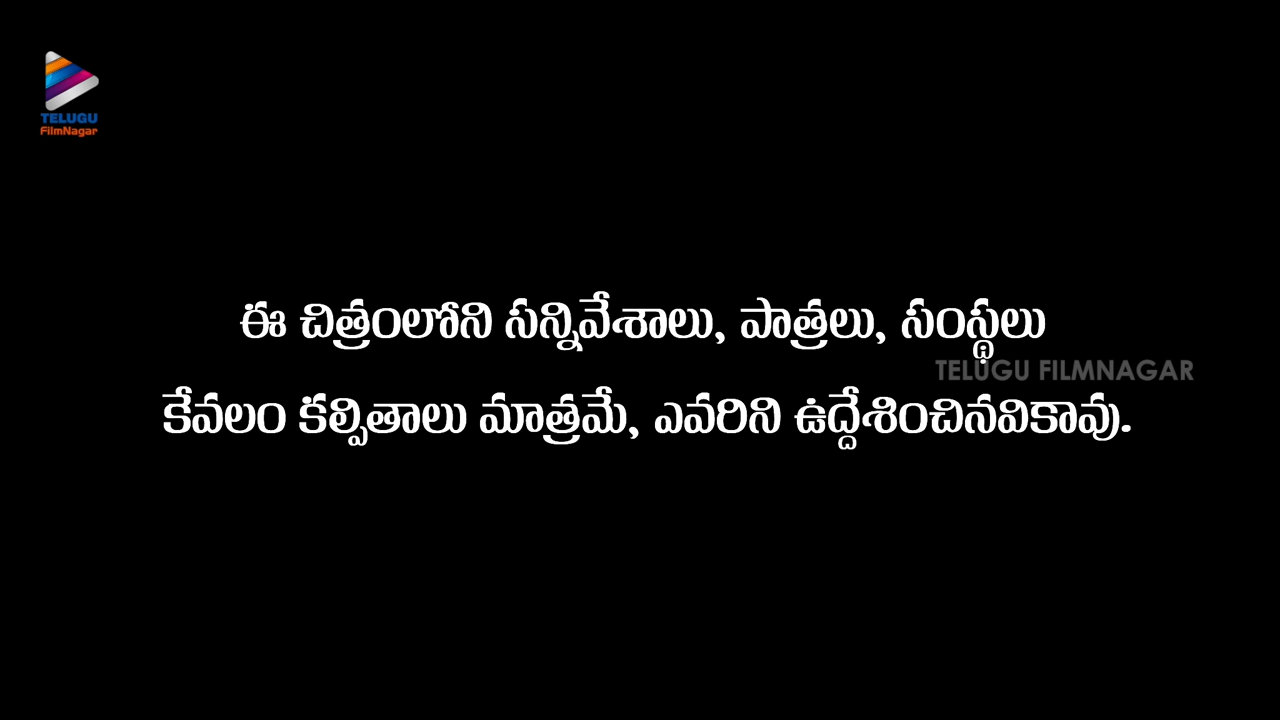 TELUGU
FilmNagar
ఈ చిత్రంలోని సన్నివేశాలు, పాత్రలు, సంస్థలు
TELUGU FILMNAGAR
కేవలం కల్పితాలు మాత్రమే, ఎవరిని ఉద్దేశించినవికావు.